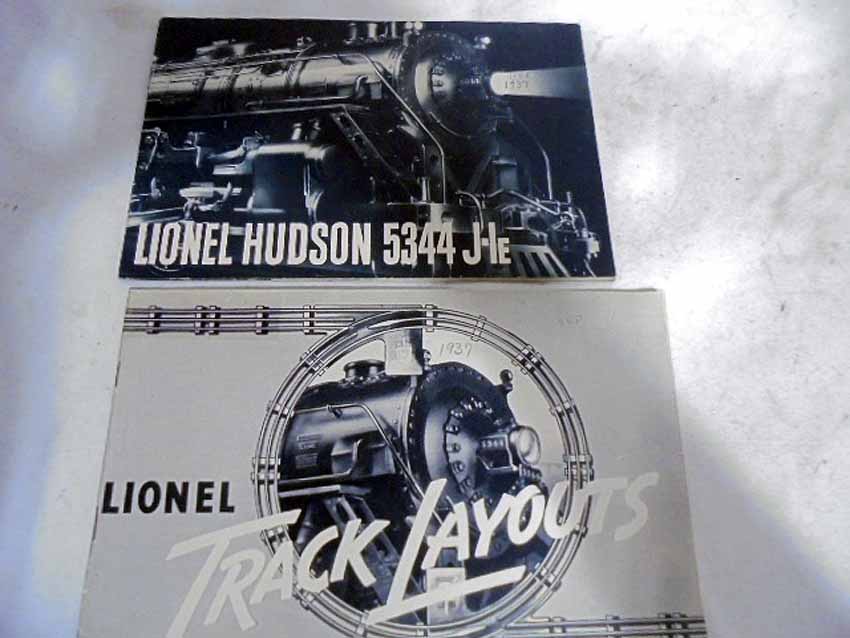 1937
LIONEL HUDSON 5344 J-1E
1937
LIONEL
TRACK LAYOUTS